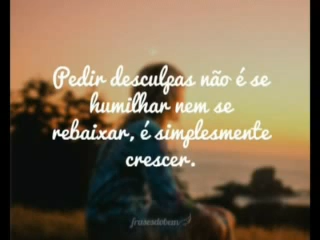 Pedir desculpas não é se
humilhar nem se
rebaixar, é simplesmente
crescer.